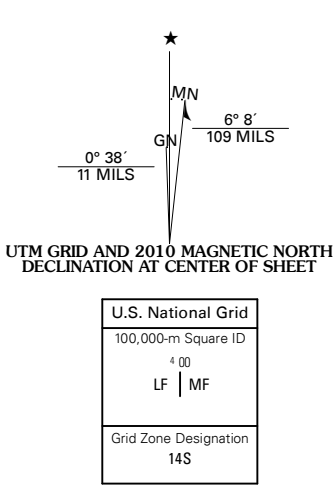 ★
MN
GN
6° 8´
109 MILS
0° 38´
11 MILS
UTM GRID AND 2010 MAGNETIC NORTH
DECLINATION AT CENTER OF SHEET
U.S. National Grid
100,000-m Square ID
4 00
LF | MF
Grid Zone Designation
14S